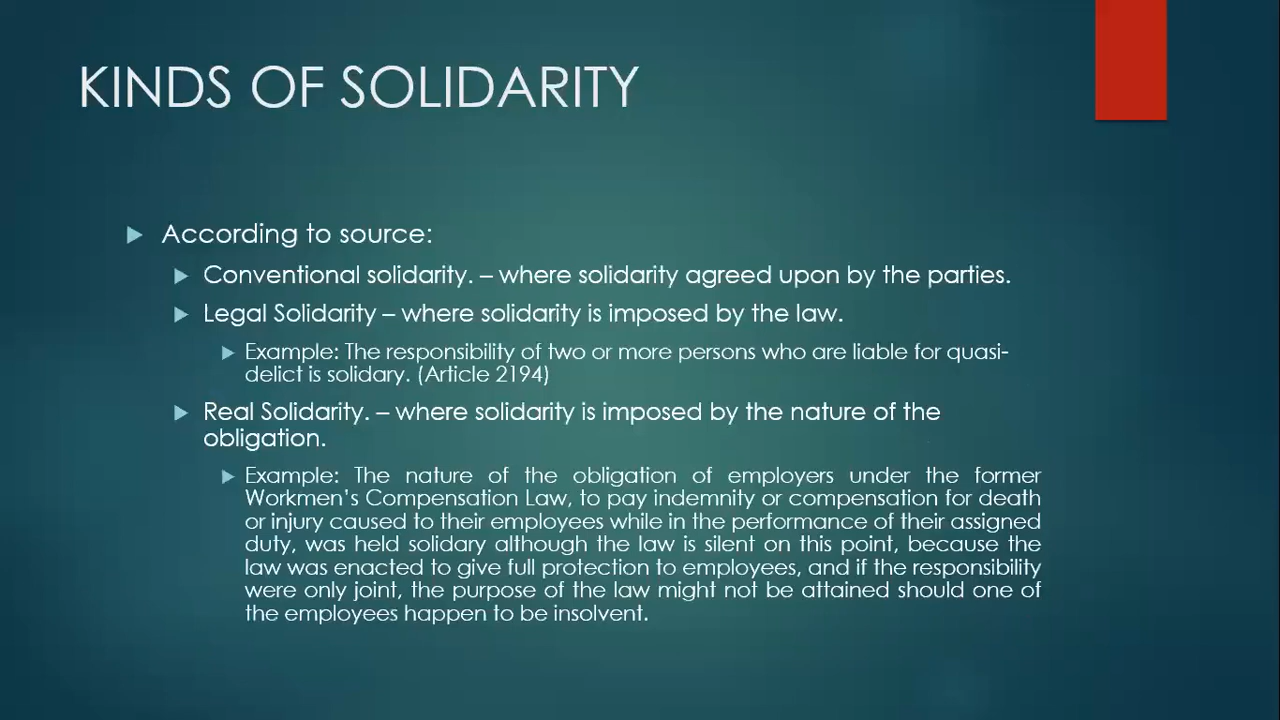 KINDS OF SOLIDARITY
According to source:
Conventional solidarity. – where solidarity agreed upon by the parties.
Legal Solidarity – where solidarity is imposed by the law.
Example: The responsibility of two or more persons who are liable for quasi-
delict is solidary. (Article 2194)
Real Solidarity. – where solidarity is imposed by the nature of the
obligation.
Example: The nature of the obligation of employers under the former
Workmen's Compensation Law, to pay indemnity or compensation for death
or injury caused to their employees while in the performance of their assigned
duty, was held solidary although the law is silent on this point, because the
law was enacted to give full protection to employees, and if the responsibility
were only joint, the purpose of the law might not be attained should one of
the employees happen to be insolvent.